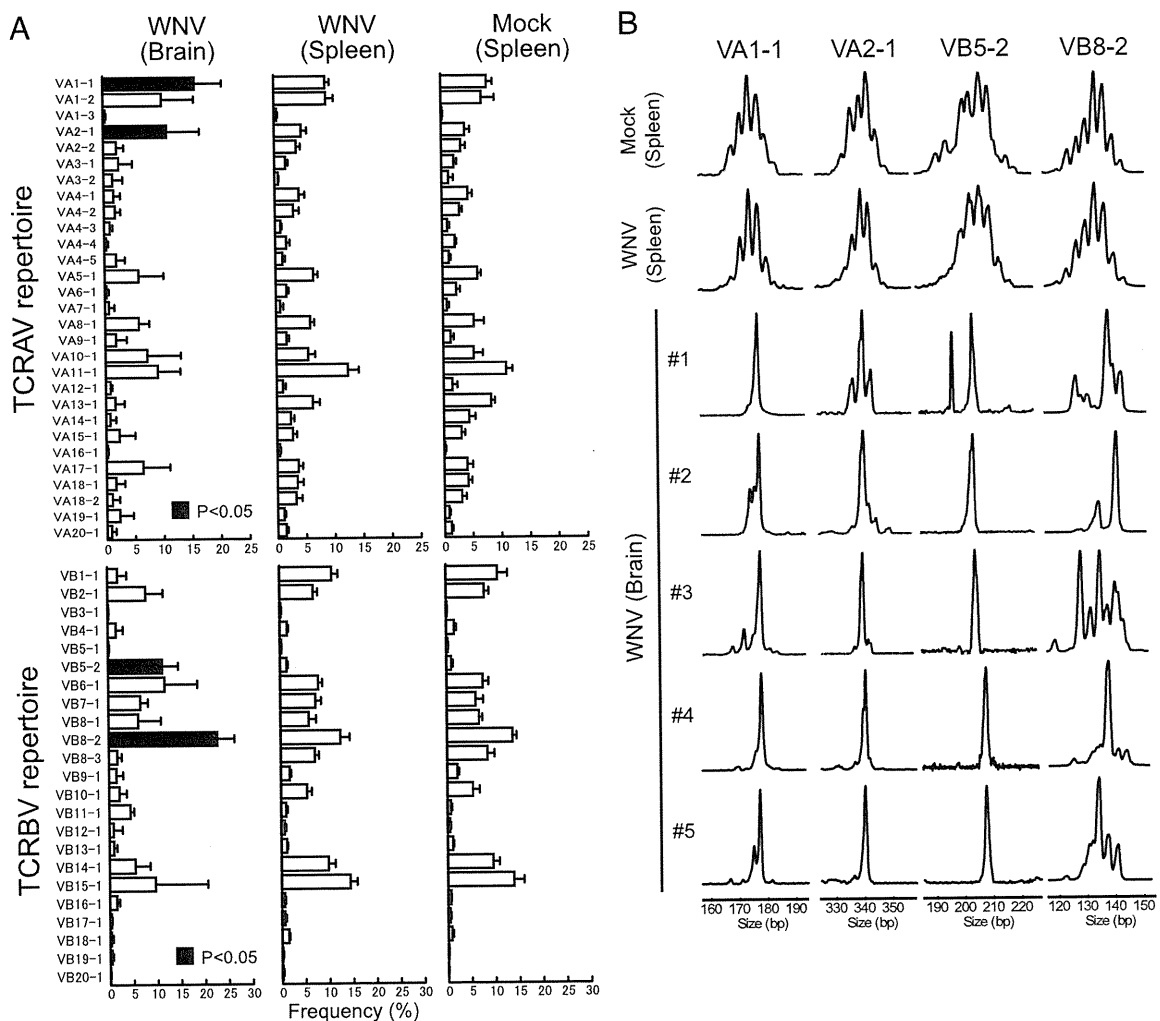 A
WNV
(Brain)
WNV
(Spleen)
Mock
(Spleen)
TCRAV repertoire
VA1-1
VA1-2
VA1-3
VA2-1
VA2-2
VA3-1
VA3-2
VA4-1
VA4-2
VA4-3
VA4-4
VA4-5
VA5-1
VA6-1
VA7-1
VA8-1
VA9-1
VA10-1
VA11-1
VA12-1
VA13-1
VA14-1
VA15-1
VA16-1
VA17-1
VA18-1
VA18-2
VA19-1
VA20-1
P<0.05
0 5 10 15 20 25
0 5 10 15 20 25
0 5 10 15 20 25
TCRBV repertoire
VB1-1
VB2-1
VB3-1
VB4-1
VB5-1
VB5-2
VB6-1
VB7-1
VB8-1
VB8-2
VB8-3
VB9-1
VB10-1
VB11-1
VB12-1
VB13-1
VB14-1
VB15-1
VB16-1
VB17-1
VB18-1
VB19-1
VB20-1
P<0.05
0 5 10 15 20 25 30
0 5 10 15 20 25 30
0 5 10 15 20 25 30
Frequency (%)
B
VA1-1
VA2-1
VB5-2
VB8-2
Mock
(Spleen)
WNV
(Spleen)
WNV (Brain)
#1
#2
#3
#4
#5
160 170 180 190
Size (bp)
330 340 350
Size (bp)
190 200 210 220
Size (bp)
120 130 140 150
Size (bp)